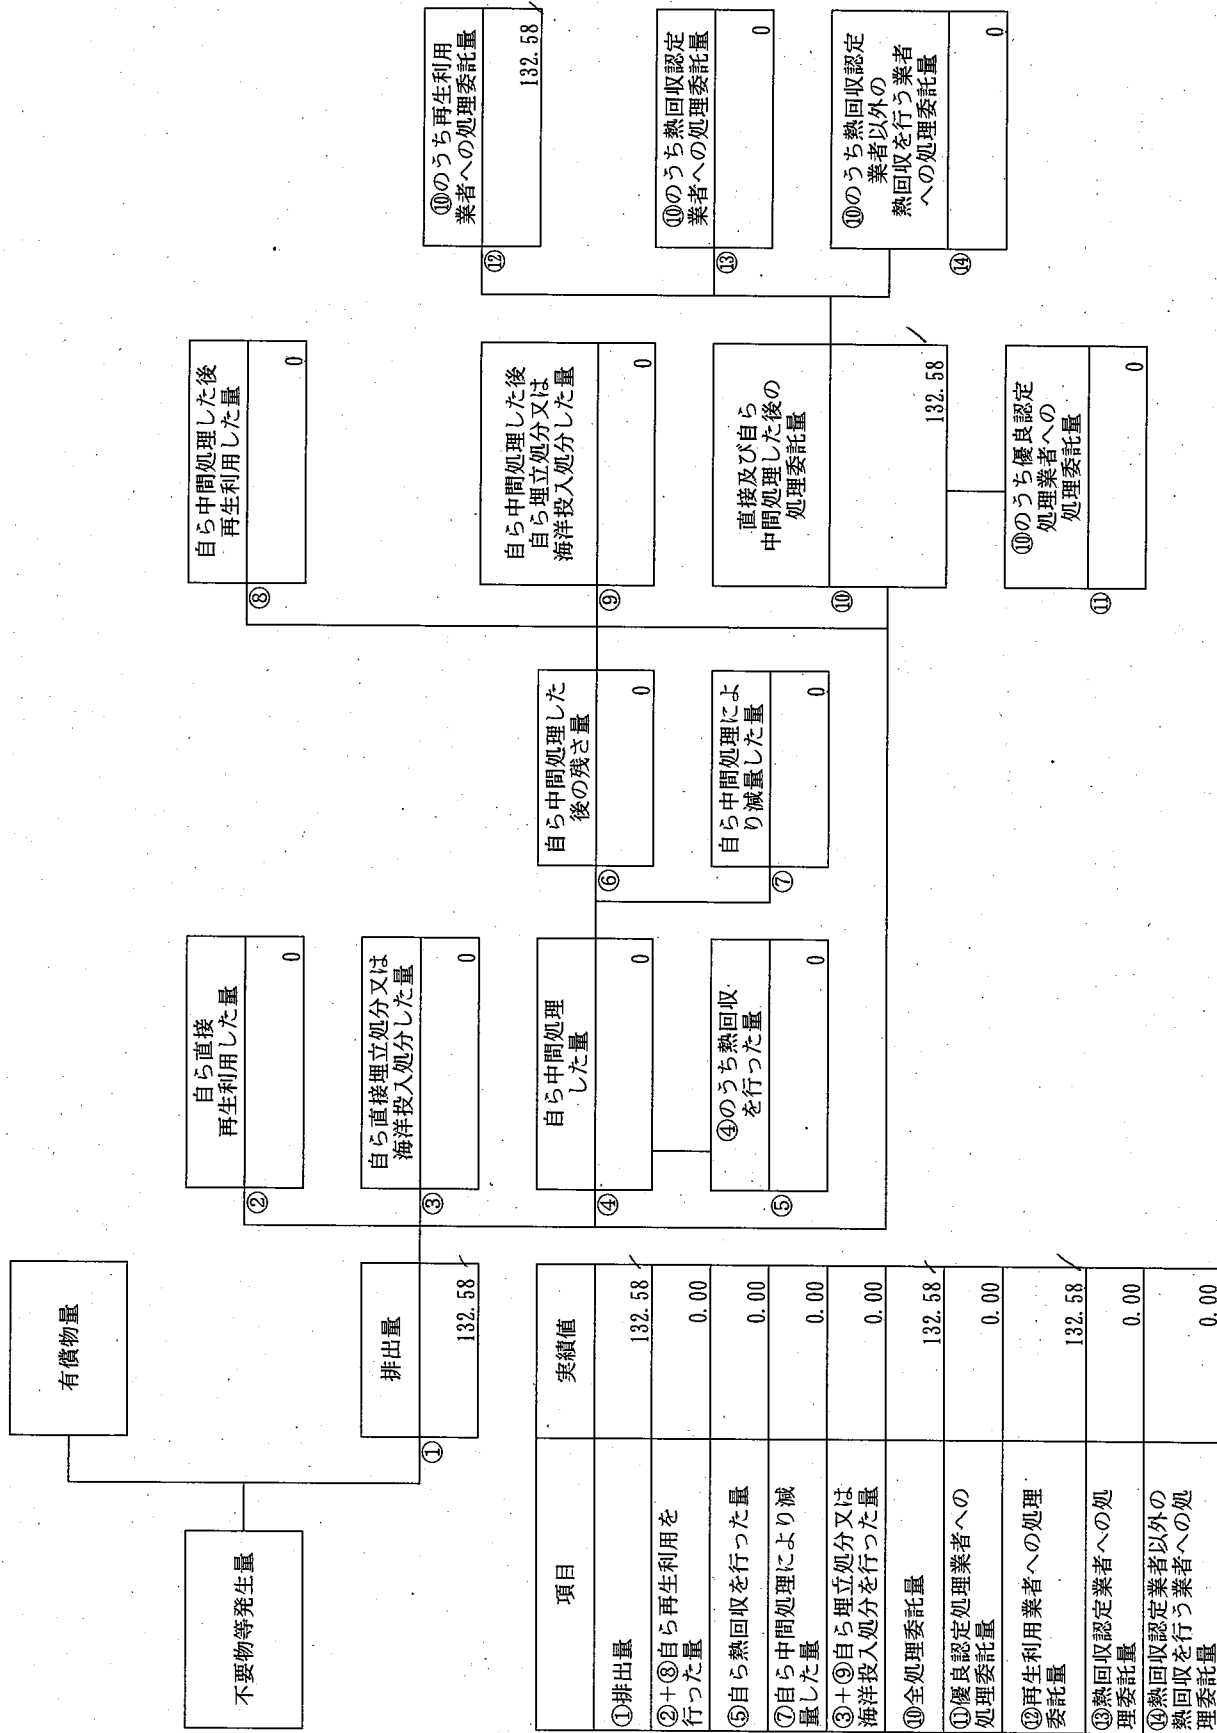 有償物量
不要物等発生量
①
排出量
132.58
②
自ら直接
再生利用した量
0
③
自ら直接埋立処分又は
海洋投入処分した量
0
④
自ら中間処理
した量
0
⑤
④のうち熱回収
を行った量
0
⑥
自ら中間処理した
後の残さ量
0
⑦
自ら中間処理によ
り減量した量
0
⑧
自ら中間処理した後
再生利用した量
0
⑨
自ら中間処理した後
自ら埋立処分又は
海洋投入処分した量
0
⑩
直接及び自ら
中間処理した後の
処理委託量
132.58
⑪
⑩のうち優良認定
処理業者への
処理委託量
0
⑫
⑩のうち再生利用
業者への処理委託量
132.58
⑬
⑩のうち熱回収認定
業者への処理委託量
0
⑭
⑩のうち熱回収認定
業者以外の
熱回収を行う業者
への処理委託量
0
項目 実績値
①排出量 132.58
②+⑧自ら再生利用を
行った量 0.00
⑤自ら熱回収を行った量 0.00
⑦自ら中間処理により減
量した量 0.00
③+⑨自ら埋立処分又は
海洋投入処分を行った量 0.00
⑩全処理委託量 132.58
⑪優良認定処理業者への
処理委託量 0.00
⑫再生利用業者への処理
委託量 132.58
⑬熱回収認定業者への処
理委託量 0.00
⑭熱回収認定業者以外の
熱回収を行う業者への処
理委託量 0.00